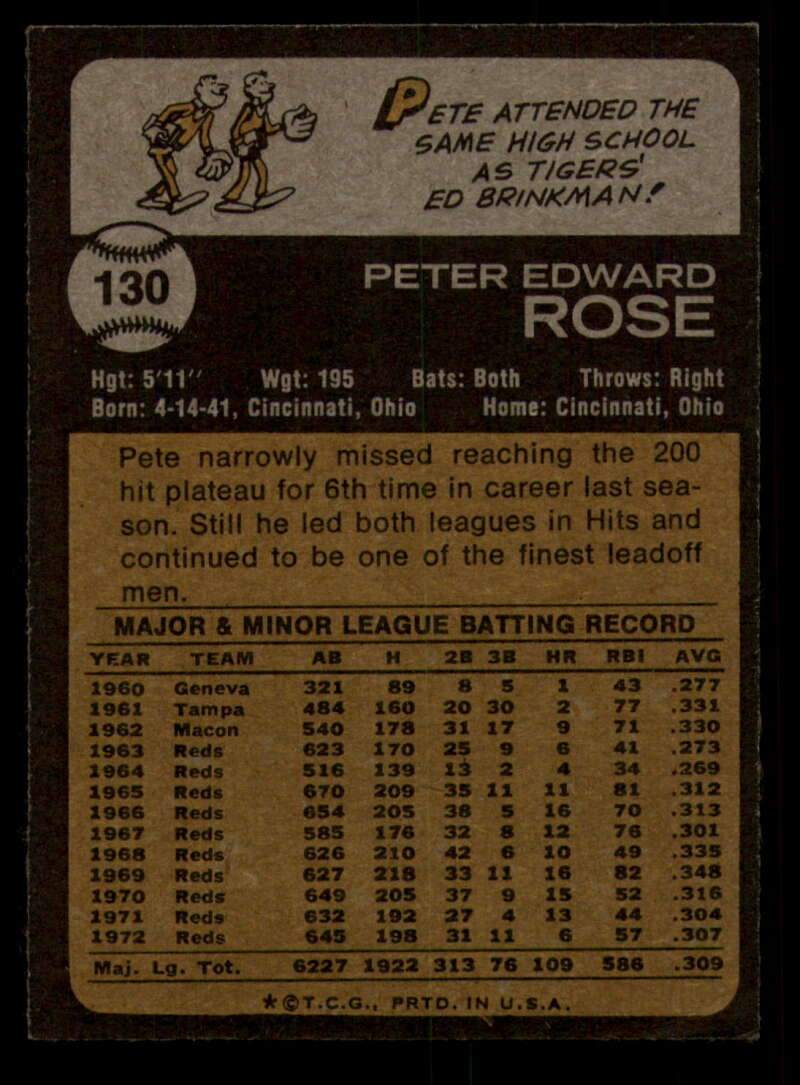 PETE ATTENDED THE
SAME HIGH SCHOOL
AS TIGERS'
ED BRINKMAN!
130
PETER EDWARD
ROSE
Hgt: 5'11" Wgt: 195 Bats: Both Throws: Right
Born: 4-14-41, Cincinnati, Ohio Home: Cincinnati, Ohio
Pete narrowly missed reaching the 200
hit plateau for 6th time in career last sea-
son. Still he led both leagues in Hits and
continued to be one of the finest leadoff
men.
MAJOR & MINOR LEAGUE BATTING RECORD
YEAR TEAM AB H 2B 3B HR RBI AVG
1960 Geneva 321 89 8 5 1 43 .277
1961 Tampa 484 160 20 30 2 77 .331
1962 Macon 540 178 31 17 9 71 .330
1963 Reds 623 170 25 9 6 41 .273
1964 Reds 516 139 13 2 4 34 .269
1965 Reds 670 209 35 11 11 81 .312
1966 Reds 654 205 38 5 16 70 .313
1967 Reds 585 176 32 8 12 76 .301
1968 Reds 626 210 42 6 10 49 .335
1969 Reds 627 218 33 11 16 82 .348
1970 Reds 649 205 37 9 15 52 .316
1971 Reds 632 192 27 4 13 44 .304
1972 Reds 645 198 31 11 6 57 .307
Maj. Lg. Tot. 6227 1922 313 76 109 586 .309
★©T.C.G., PRTD. IN U.S.A.